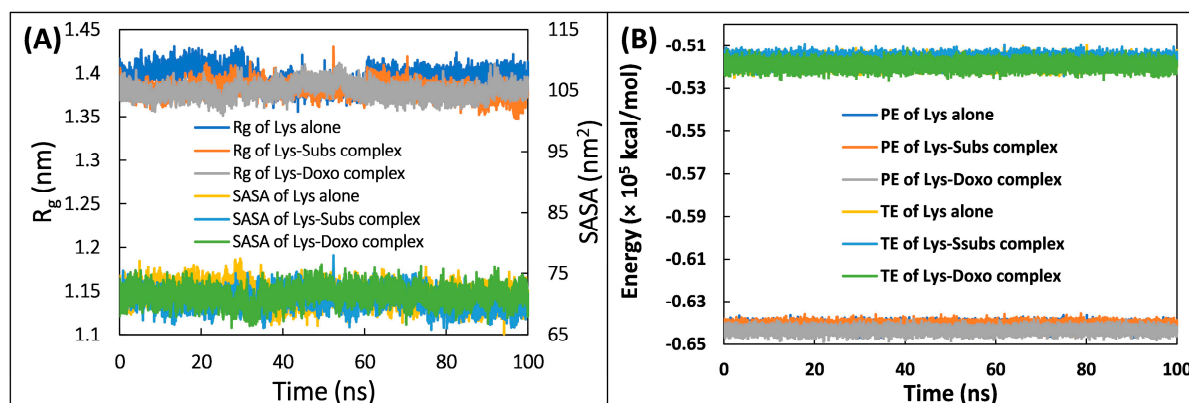 (A)
1.45
1.4
1.35
1.3
1.25
1.2
1.15
1.1
Rg (nm)
115
105
95
85
75
65
SASA (nm²)
Rg of Lys alone
Rg of Lys-Subs complex
Rg of Lys-Doxo complex
SASA of Lys alone
SASA of Lys-Subs complex
SASA of Lys-Doxo complex
0 20 40 60 80 100
Time (ns)
(B)
-0.51
-0.53
-0.55
-0.57
-0.59
-0.61
-0.63
-0.65
Energy (× 10⁵ kcal/mol)
PE of Lys alone
PE of Lys-Subs complex
PE of Lys-Doxo complex
TE of Lys alone
TE of Lys-Ssubs complex
TE of Lys-Doxo complex
0 20 40 60 80 100
Time (ns)